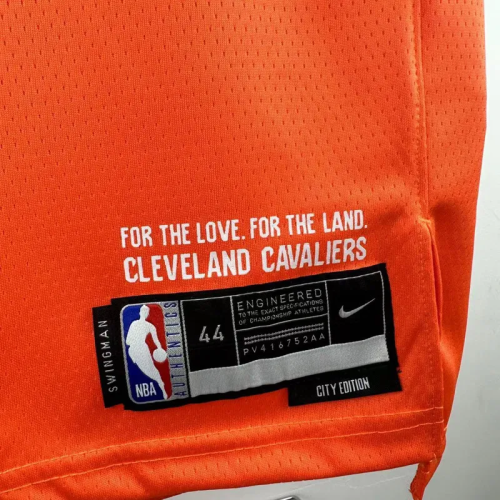 FOR THE LOVE. FOR THE LAND.
CLEVELAND CAVALIERS
SWINGMAN
NBA
AUTHENTICS
44
ENGINEERED
TO THE EXACT SPECIFICATIONS
OF CHAMPIONSHIP ATHLETES
PV416752AA
CITY EDITION